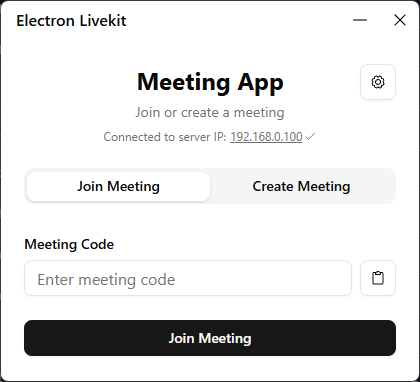 Electron Livekit
Meeting App
Join or create a meeting
Connected to server IP: 192.168.0.100
Join Meeting
Create Meeting
Meeting Code
Enter meeting code
Join Meeting